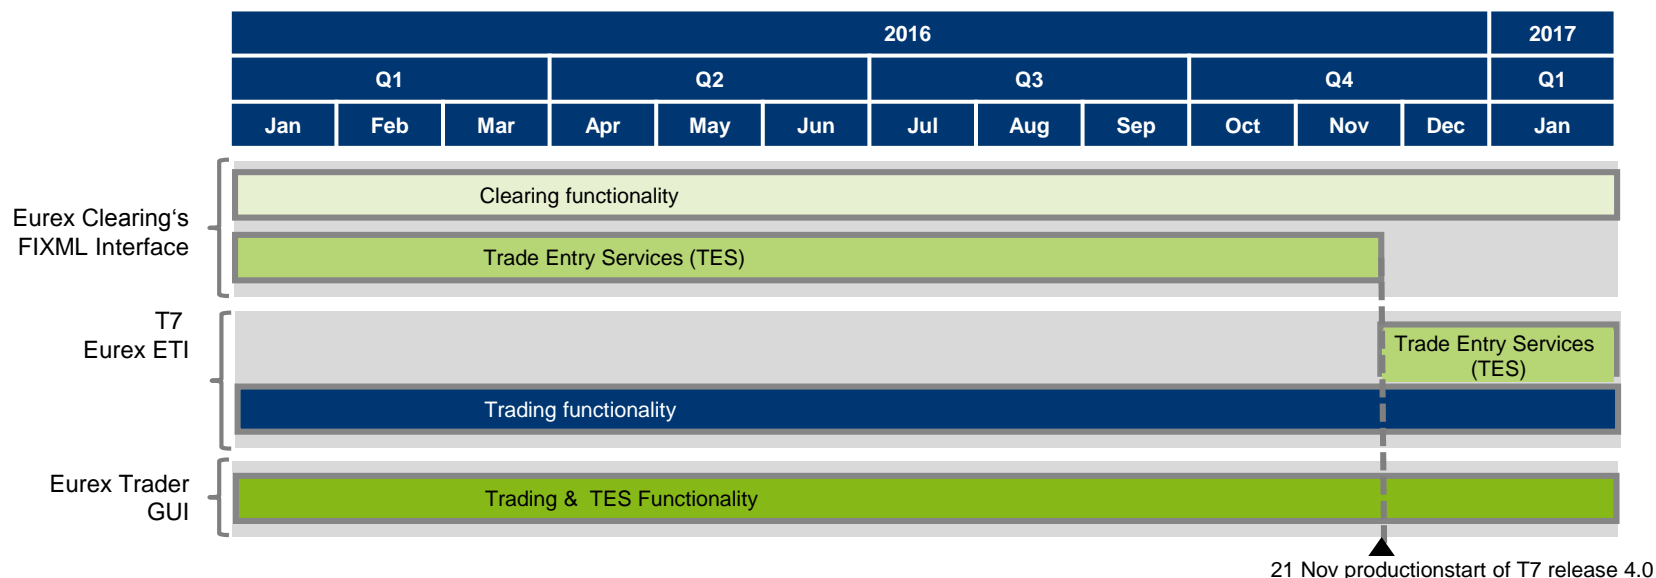 2016 2017
Q1 Q2 Q3 Q4 Q1
Jan Feb Mar Apr May Jun Jul Aug Sep Oct Nov Dec Jan
Clearing functionality
Eurex Clearing‘s
FIXML Interface
Trade Entry Services (TES)
T7
Eurex ETI
Trade Entry Services
(TES)
Trading functionality
Eurex Trader
GUI
Trading & TES Functionality
21 Nov productionstart of T7 release 4.0